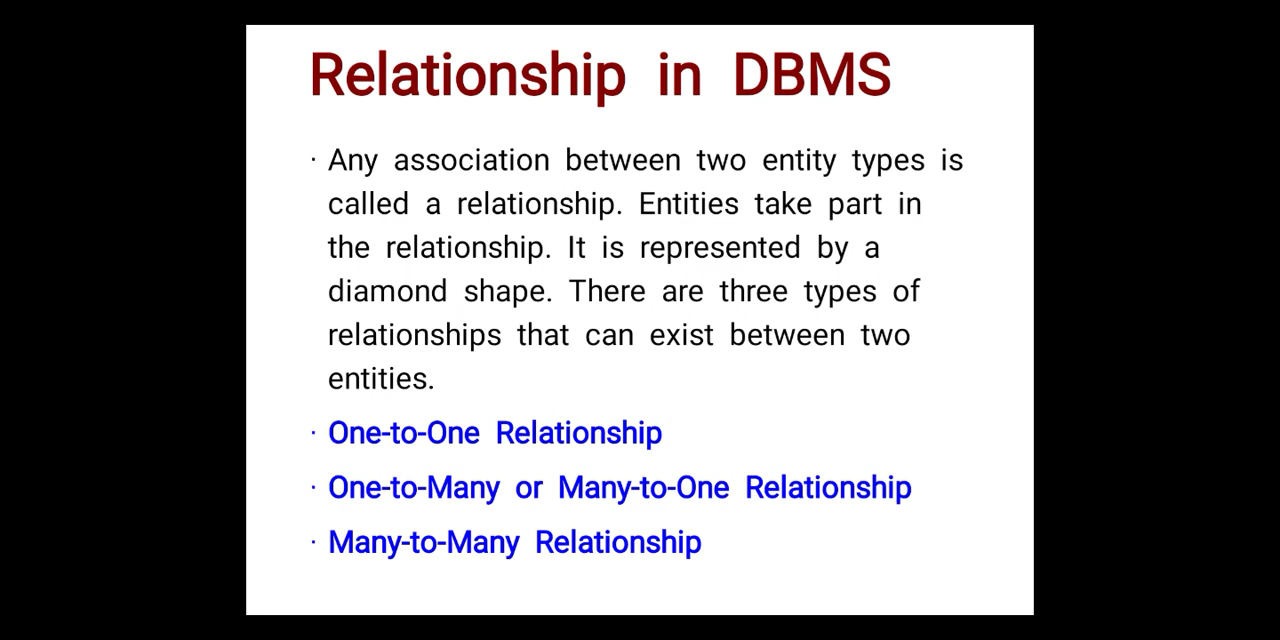 Relationship in DBMS
· Any association between two entity types is
called a relationship. Entities take part in
the relationship. It is represented by a
diamond shape. There are three types of
relationships that can exist between two
entities.
· One-to-One Relationship
· One-to-Many or Many-to-One Relationship
· Many-to-Many Relationship